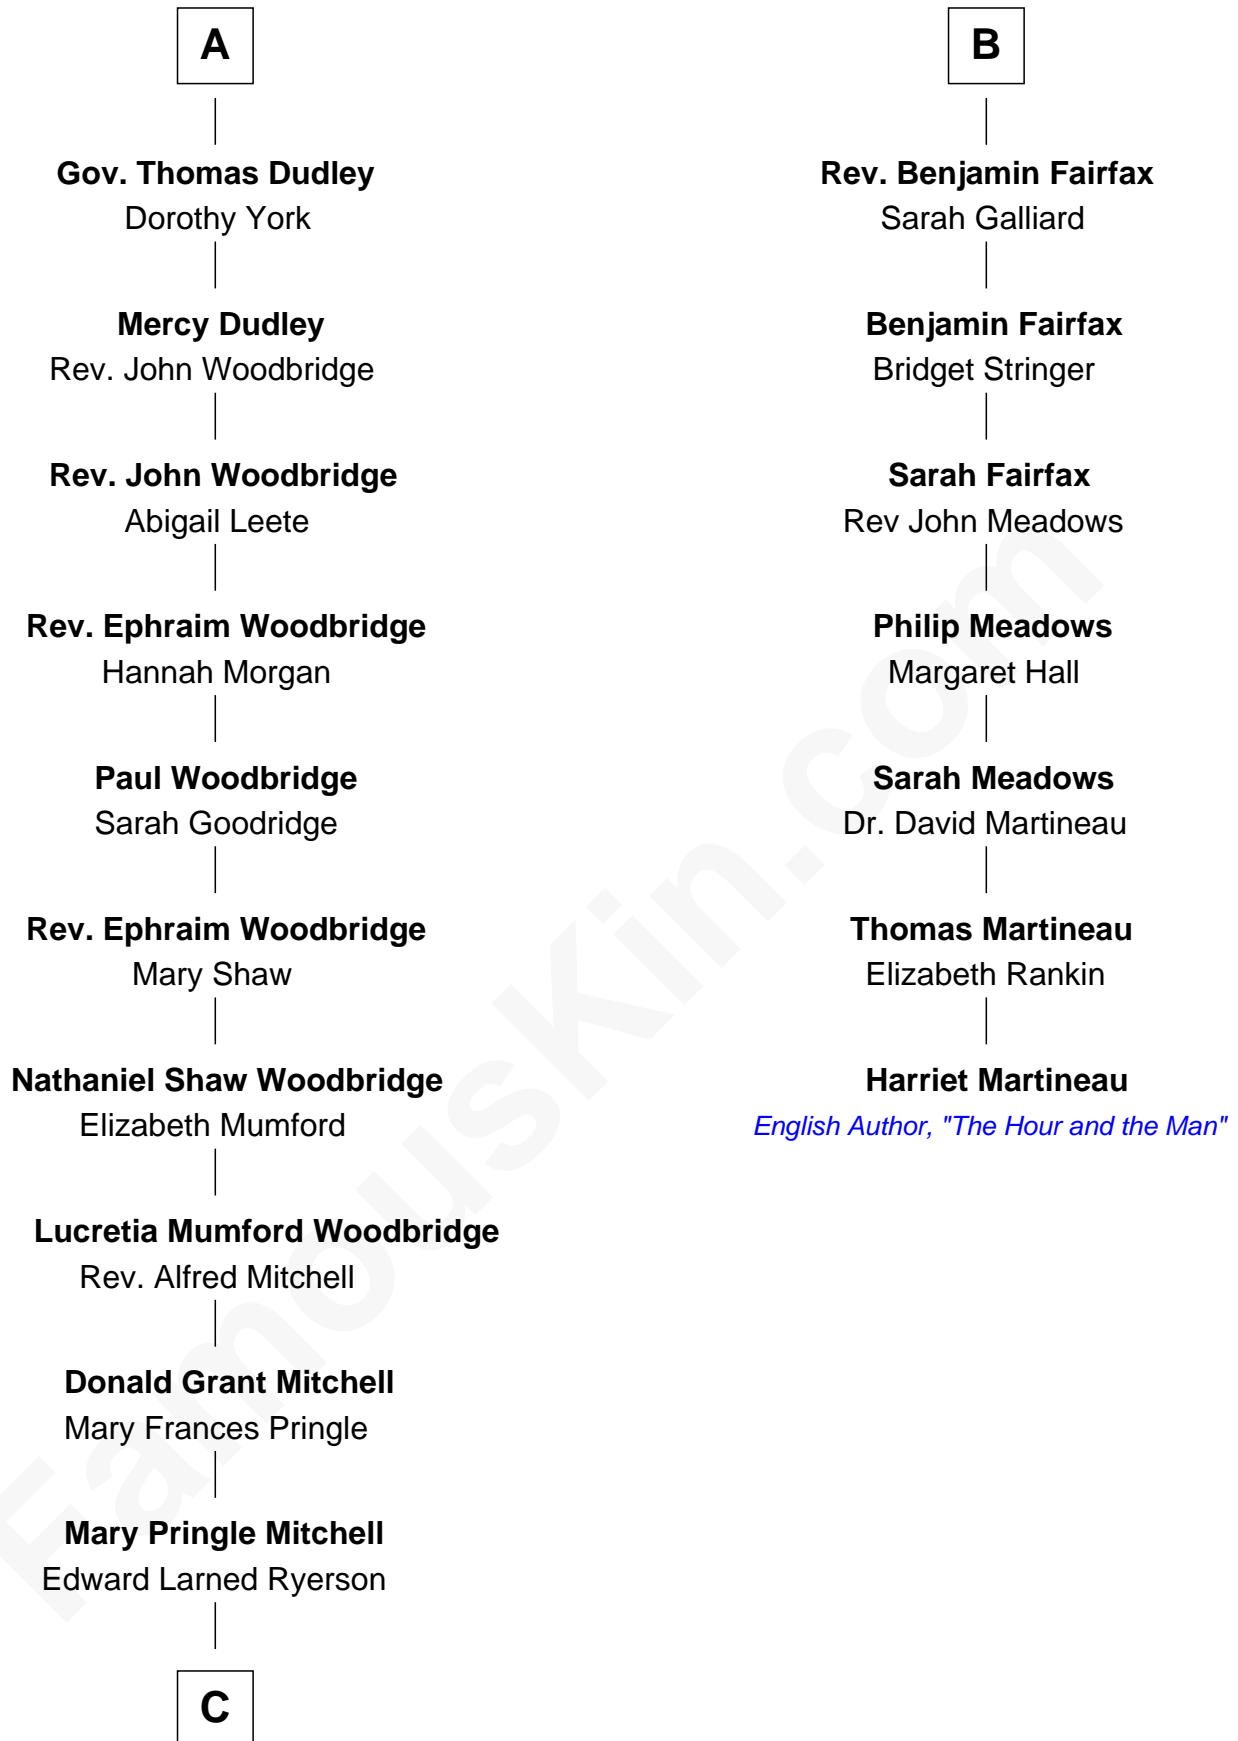 A
Gov. Thomas Dudley
Dorothy York
Mercy Dudley
Rev. John Woodbridge
Rev. John Woodbridge
Abigail Leete
Rev. Ephraim Woodbridge
Hannah Morgan
Paul Woodbridge
Sarah Goodridge
Rev. Ephraim Woodbridge
Mary Shaw
Nathaniel Shaw Woodbridge
Elizabeth Mumford
Lucretia Mumford Woodbridge
Rev. Alfred Mitchell
Donald Grant Mitchell
Mary Frances Pringle
Mary Pringle Mitchell
Edward Larned Ryerson
C
B
Rev. Benjamin Fairfax
Sarah Galliard
Benjamin Fairfax
Bridget Stringer
Sarah Fairfax
Rev John Meadows
Philip Meadows
Margaret Hall
Sarah Meadows
Dr. David Martineau
Thomas Martineau
Elizabeth Rankin
Harriet Martineau
English Author, "The Hour and the Man"
FamousKin.com